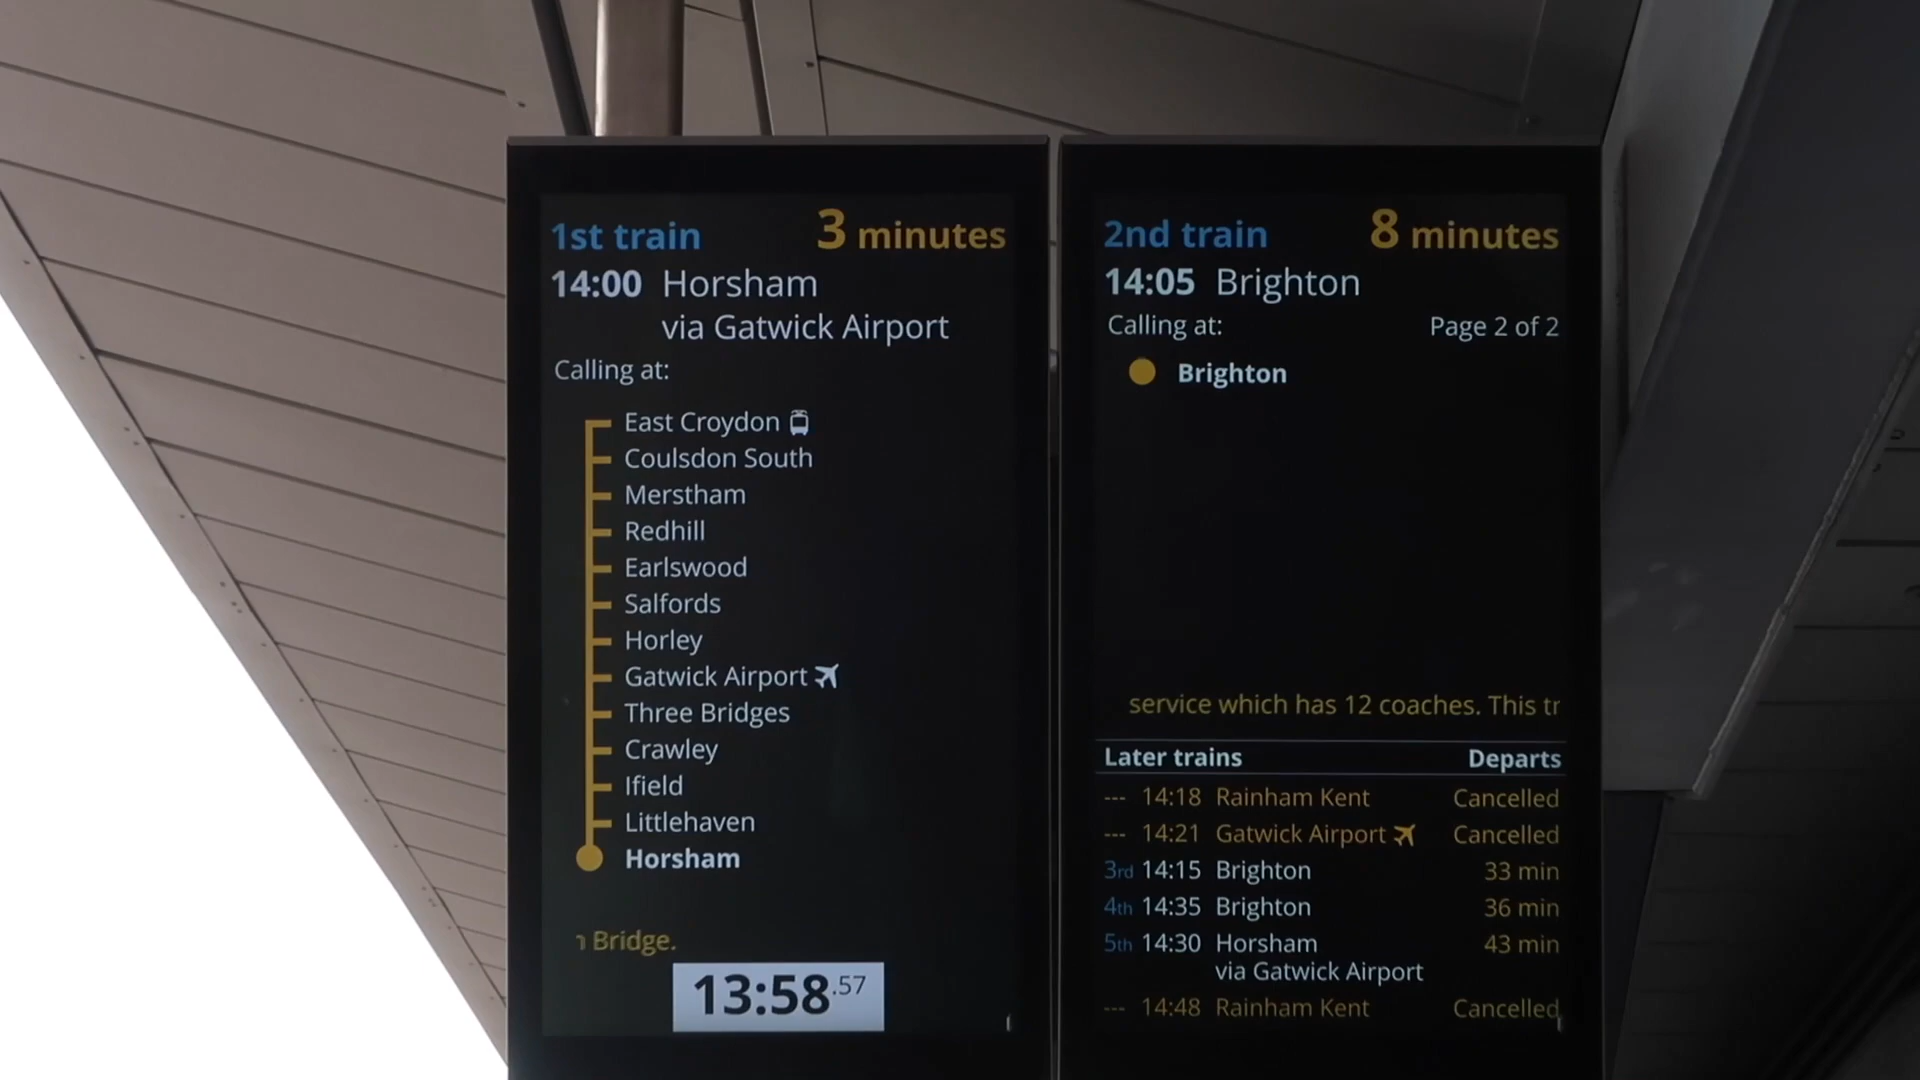 1st train 3 minutes
14:00 Horsham
via Gatwick Airport
Calling at:
East Croydon
Coulsdon South
Merstham
Redhill
Earlswood
Salfords
Horley
Gatwick Airport
Three Bridges
Crawley
Ifield
Littlehaven
Horsham
Bridge.
13:58.57
2nd train 8 minutes
14:05 Brighton
Calling at: Page 2 of 2
Brighton
service which has 12 coaches. This tr
Later trains Departs
--- 14:18 Rainham Kent Cancelled
--- 14:21 Gatwick Airport Cancelled
3rd 14:15 Brighton 33 min
4th 14:35 Brighton 36 min
5th 14:30 Horsham 43 min
via Gatwick Airport
--- 14:48 Rainham Kent Cancelled